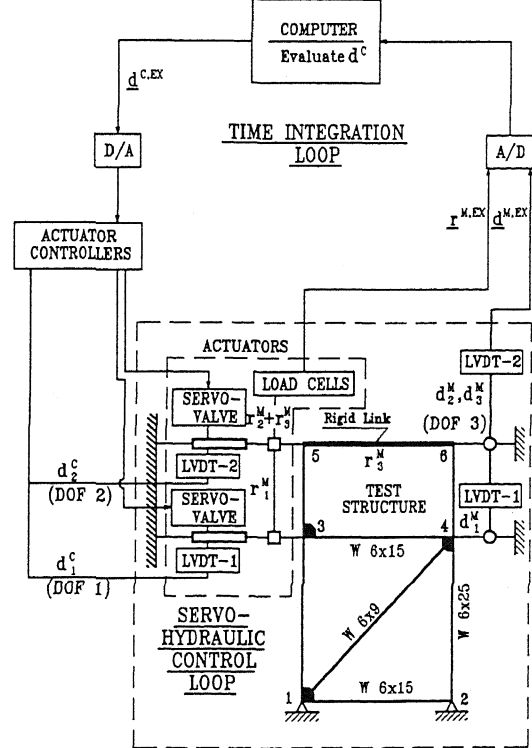 COMPUTER
Evaluate d^C
d^C,EX
TIME INTEGRATION
LOOP
D/A
A/D
r^M,EX d^M,EX
ACTUATOR
CONTROLLERS
ACTUATORS
LOAD CELLS
LVDT-2
SERVO-
VALVE
r_2^M+r_3^M
Rigid Link
d_2^M,d_3^M
(DOF 3)
LVDT-2
5
r_3^M
6
d_2^C
(DOF 2)
SERVO-
VALVE
r_1^M
TEST
STRUCTURE
LVDT-1
3
4
d_1^M
W 6x15
LVDT-1
d_1^C
(DOF 1)
SERVO-
HYDRAULIC
CONTROL
LOOP
W 6x9
W 6x25
1
W 6x15
2